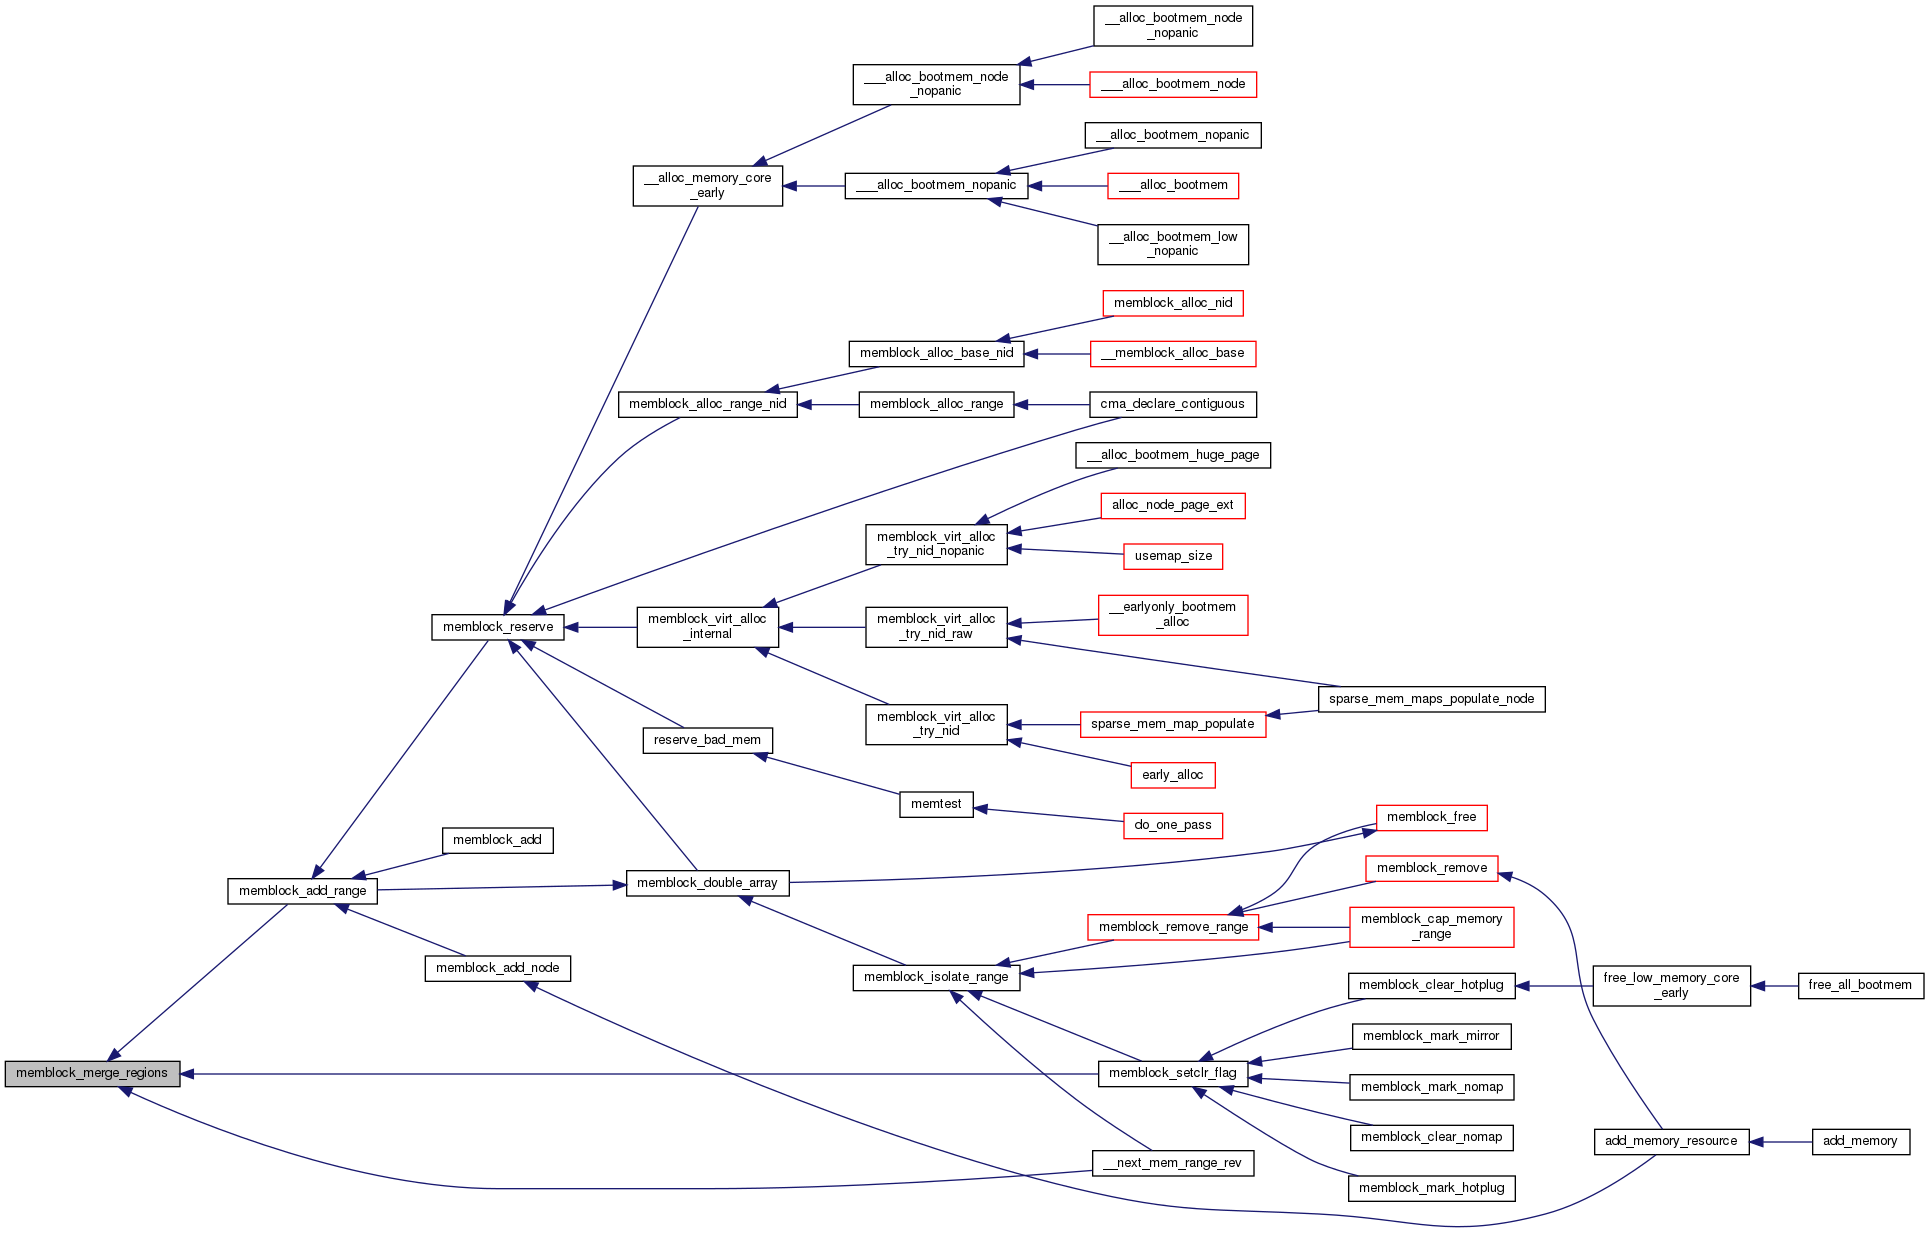 __alloc_bootmem_node
_nopanic
___alloc_bootmem_node
_nopanic
___alloc_bootmem_node
__alloc_bootmem_nopanic
__alloc_memory_core
_early
___alloc_bootmem_nopanic
___alloc_bootmem
__alloc_bootmem_low
_nopanic
memblock_alloc_nid
memblock_alloc_base_nid
__memblock_alloc_base
memblock_alloc_range_nid
memblock_alloc_range
cma_declare_contiguous
__alloc_bootmem_huge_page
memblock_virt_alloc
_try_nid_nopanic
alloc_node_page_ext
usemap_size
memblock_reserve
memblock_virt_alloc
_internal
memblock_virt_alloc
_try_nid_raw
__earlyonly_bootmem
_alloc
sparse_mem_maps_populate_node
memblock_virt_alloc
_try_nid
sparse_mem_map_populate
reserve_bad_mem
early_alloc
memtest
do_one_pass
memblock_free
memblock_add
memblock_remove
memblock_add_range
memblock_double_array
memblock_remove_range
memblock_cap_memory
_range
memblock_add_node
memblock_isolate_range
memblock_clear_hotplug
free_low_memory_core
_early
free_all_bootmem
memblock_mark_mirror
memblock_merge_regions
memblock_setclr_flag
memblock_mark_nomap
memblock_clear_nomap
add_memory_resource
add_memory
__next_mem_range_rev
memblock_mark_hotplug